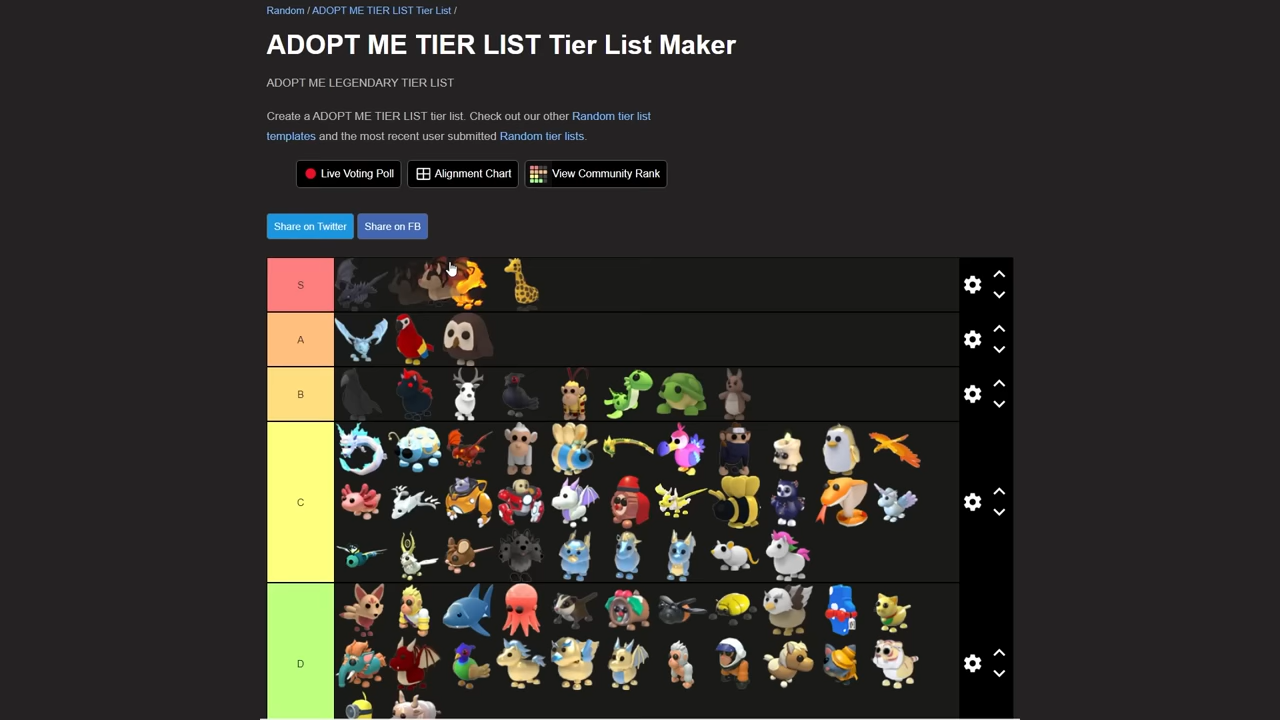 Random / ADOPT ME TIER LIST Tier List /
ADOPT ME TIER LIST Tier List Maker
ADOPT ME LEGENDARY TIER LIST
Create a ADOPT ME TIER LIST tier list. Check out our other Random tier list
templates and the most recent user submitted Random tier lists.
Live Voting Poll Alignment Chart View Community Rank
Share on Twitter Share on FB
S
A
B
C
D